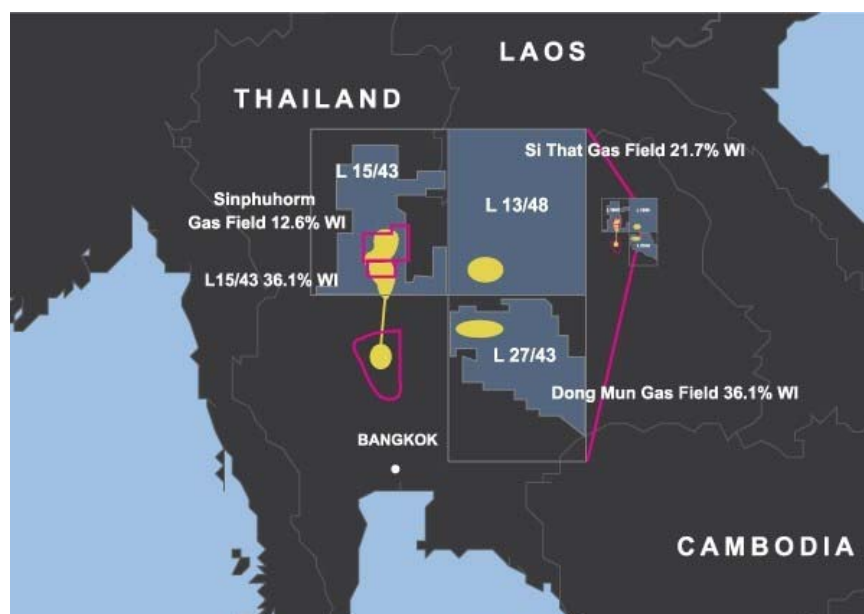 LAOS
THAILAND
Si That Gas Field 21.7% WI
L 15/43
Sinphuhorm
Gas Field 12.6% WI
L 13/48
L15/43 36.1% WI
L 27/43
Dong Mun Gas Field 36.1% WI
BANGKOK
CAMBODIA